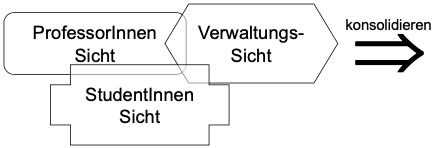 ProfessorInnen
Sicht
Verwaltungs-
Sicht
StudentInnen
Sicht
konsolidieren